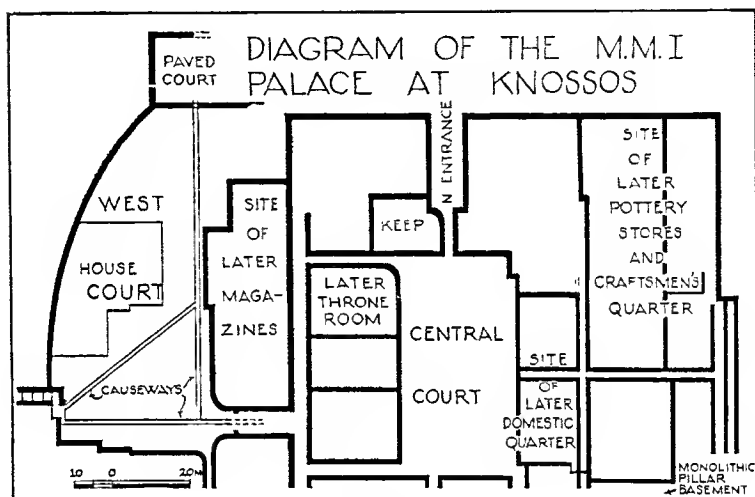 DIAGRAM OF THE M.M.I
PALACE AT KNOSSOS
PAVED
COURT
N ENTRANCE
WEST
HOUSE
COURT
CAUSEWAYS
SITE
OF
LATER
MAGA-
ZINES
KEEP
LATER
THRONE
ROOM
CENTRAL
COURT
SITE
OF
LATER
POTTERY
STORES
AND
CRAFTSMEN'S
QUARTER
SITE
OF LATER
DOMESTIC
QUARTER
MONOLITHIC
PILLAR
BASEMENT
10 0 20M